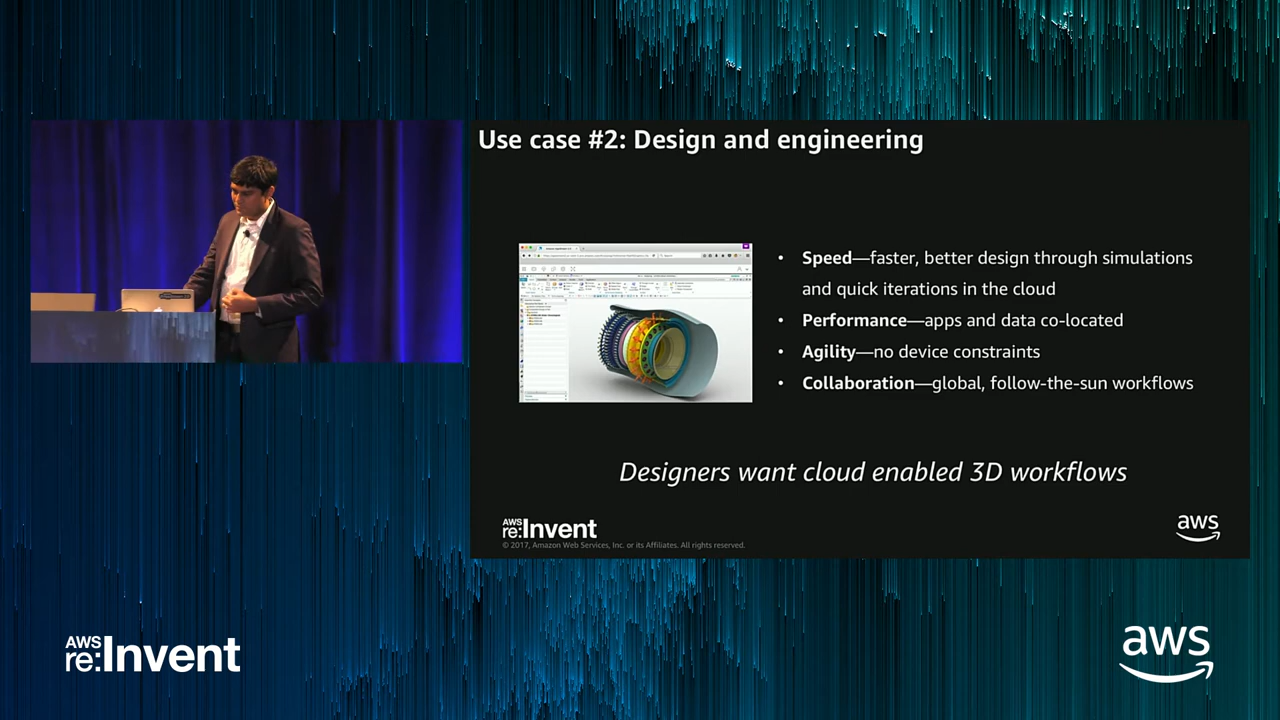 Use case #2: Design and engineering
• Speed—faster, better design through simulations
and quick iterations in the cloud
• Performance—apps and data co-located
• Agility—no device constraints
• Collaboration—global, follow-the-sun workflows
Designers want cloud enabled 3D workflows
AWS
re:Invent
© 2017, Amazon Web Services, Inc. or its Affiliates. All rights reserved.
aws
AWS
re:Invent
aws